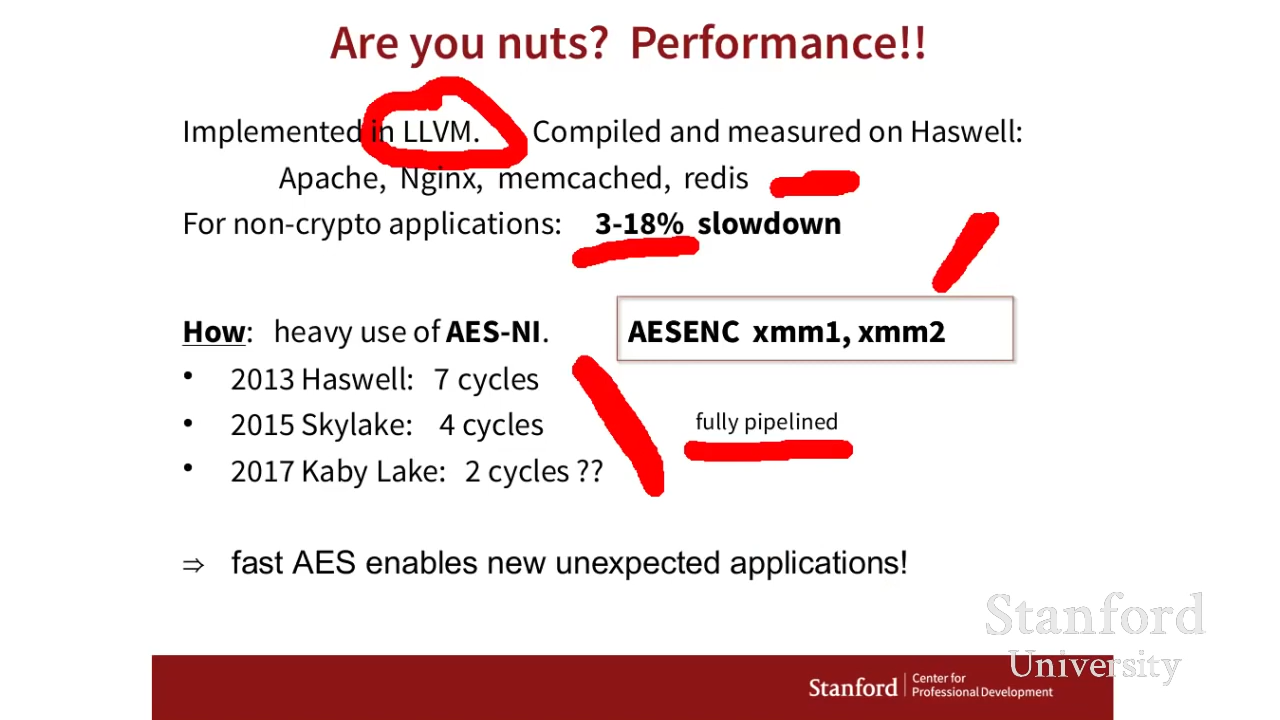 Are you nuts? Performance!!
Implemented in LLVM. Compiled and measured on Haswell:
Apache, Nginx, memcached, redis
For non-crypto applications: 3-18% slowdown
How: heavy use of AES-NI. AESENC xmm1, xmm2
• 2013 Haswell: 7 cycles
• 2015 Skylake: 4 cycles fully pipelined
• 2017 Kaby Lake: 2 cycles ??
⇒ fast AES enables new unexpected applications!
Stanford
University
Stanford | Center for
Professional Development